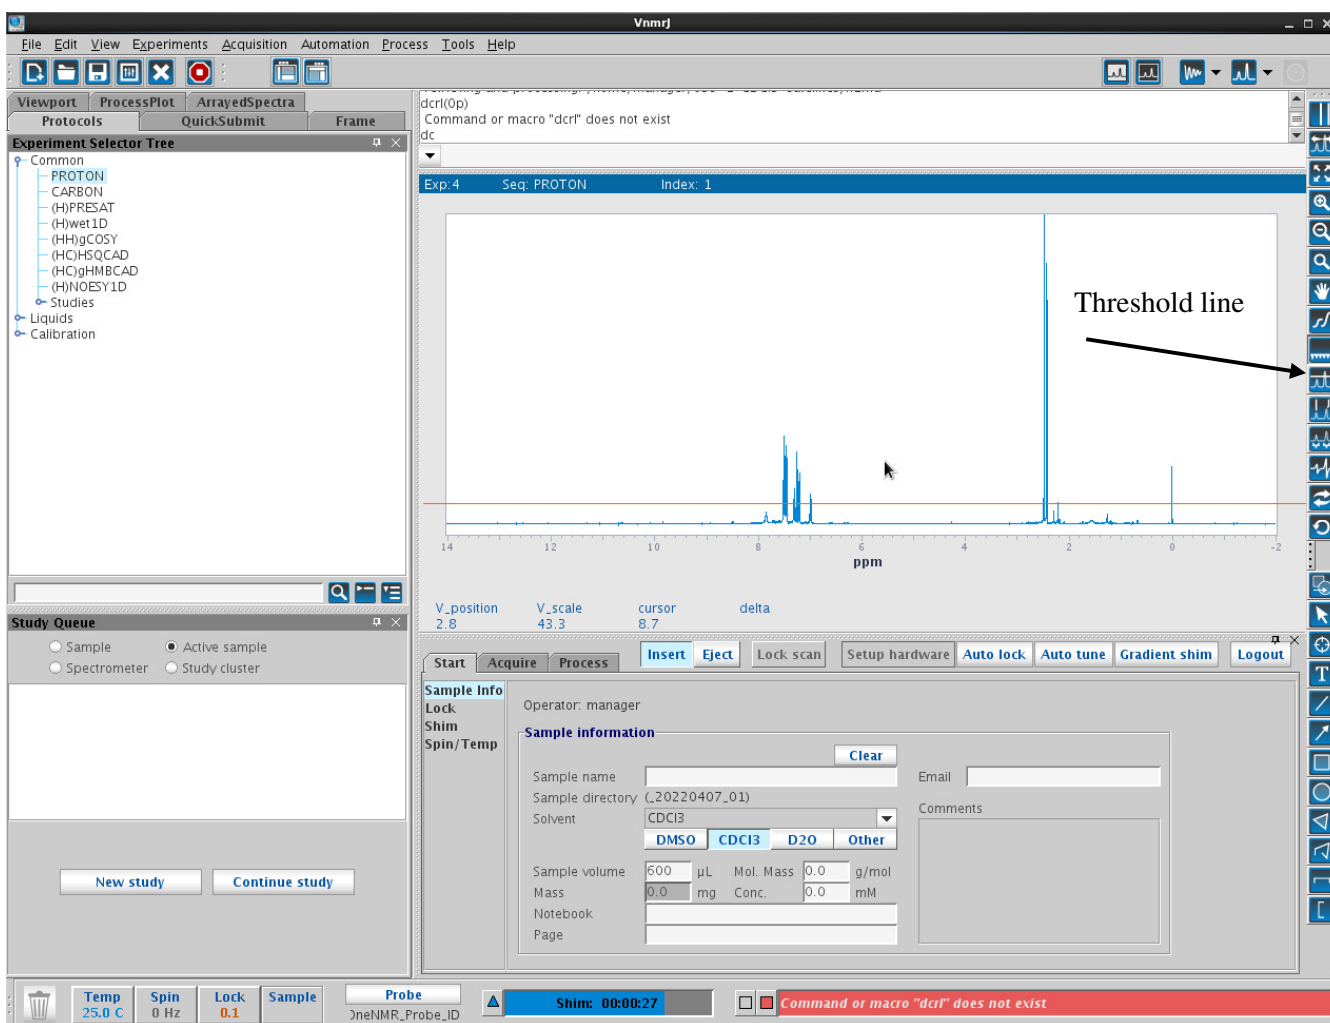 VnmrJ
File Edit View Experiments Acquisition Automation Process Tools Help
Viewport ProcessPlot ArrayedSpectra
Protocols QuickSubmit Frame
Experiment Selector Tree
Common
PROTON
CARBON
(H)PRESAT
(H)wet1D
(HH)gCOSY
(HC)HSQCAD
(HC)gHMBCAD
(H)NOESY1D
Studies
Liquids
Calibration
dcrl(0p)
Command or macro "dcrl" does not exist
dc
Exp:4 Seq: PROTON Index: 1
Threshold line
14 12 10 8 6 4 2 0 -2
ppm
V_position V_scale cursor delta
2.8 43.3 8.7
Study Queue
Sample Active sample
Spectrometer Study cluster
New study Continue study
Start Acquire Process
Insert Eject Lock scan Setup hardware Auto lock Auto tune Gradient shim Logout
Sample Info
Lock
Shim
Spin/Temp
Operator: manager
Sample information
Clear
Sample name
Email
Sample directory (_20220407_01)
Comments
Solvent CDCl3
DMSO CDCl3 D2O Other
Sample volume 600 µL Mol. Mass 0.0 g/mol
Mass 0.0 mg Conc. 0.0 mM
Notebook
Page
Temp Spin Lock Sample
25.0 C 0 Hz 0.1
Probe
OneNMR_Probe_ID
Shim: 00:00:27
Command or macro "dcrl" does not exist